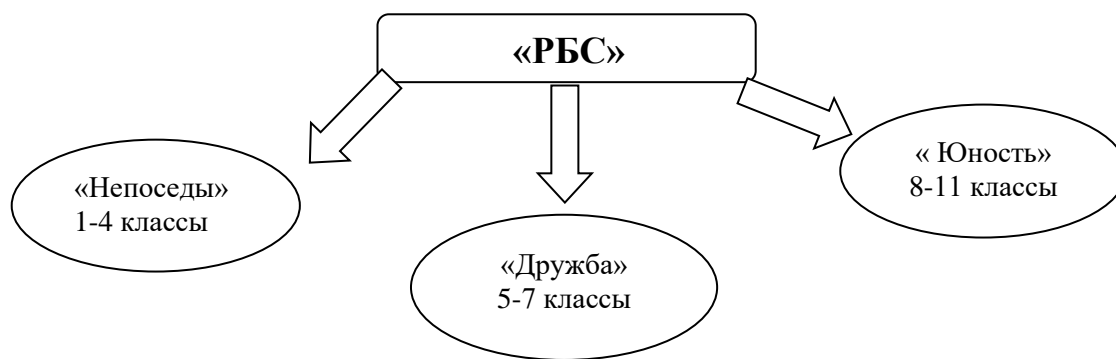 «РБС»
«Непоседы»
1-4 классы
«Дружба»
5-7 классы
« Юность»
8-11 классы